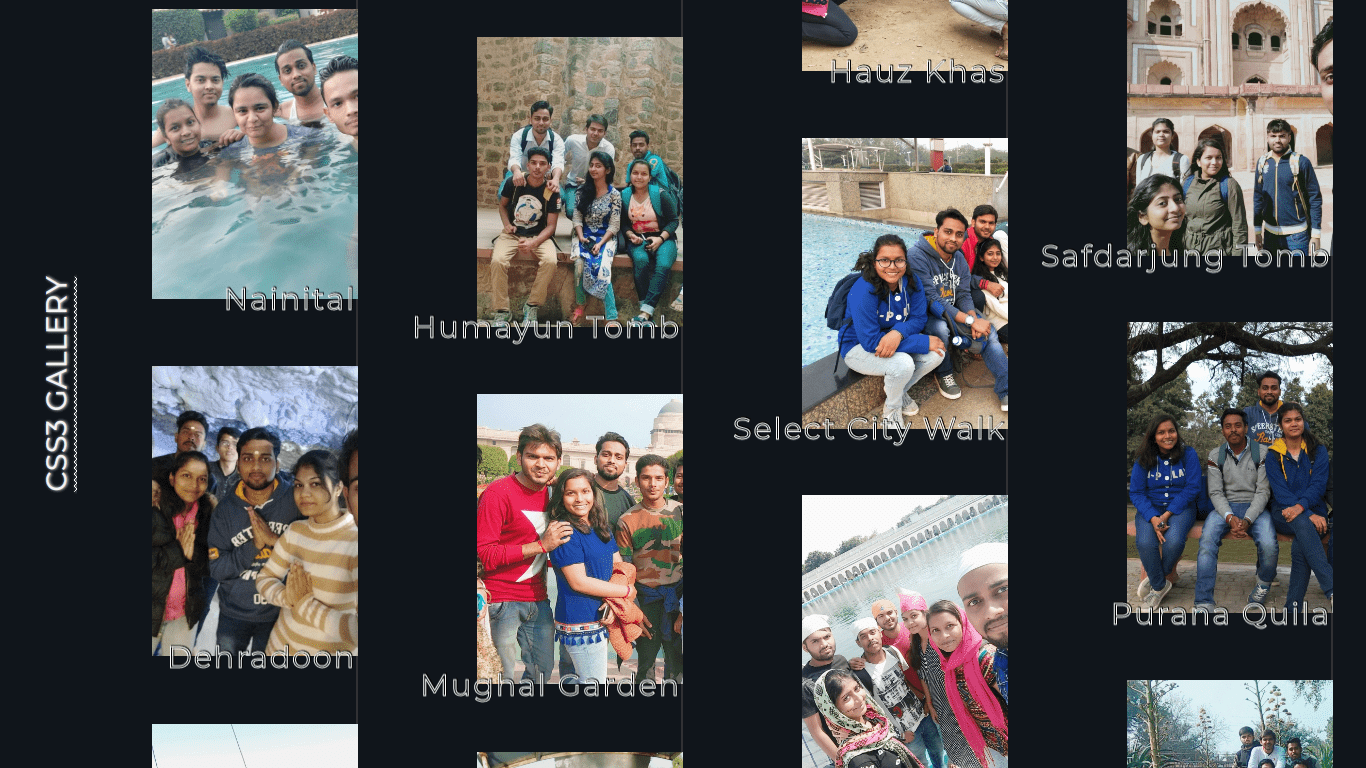 CSS3 GALLERY
Nainital
Dehradoon
Humayun Tomb
Mughal Garden
Hauz Khas
Select City Walk
Safdarjung Tomb
Purana Quila